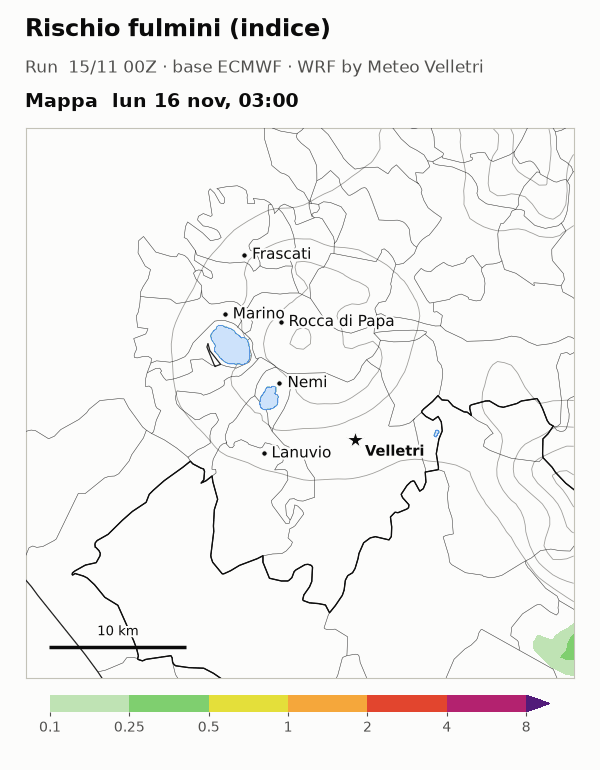 Rischio fulmini (indice)
Run  15/11 00Z · base ECMWF · WRF by Meteo Velletri
Mappa  lun 16 nov, 03:00
Frascati
Marino
Rocca di Papa
Nemi
Velletri
Lanuvio
10 km
0.1 0.25 0.5 1 2 4 8